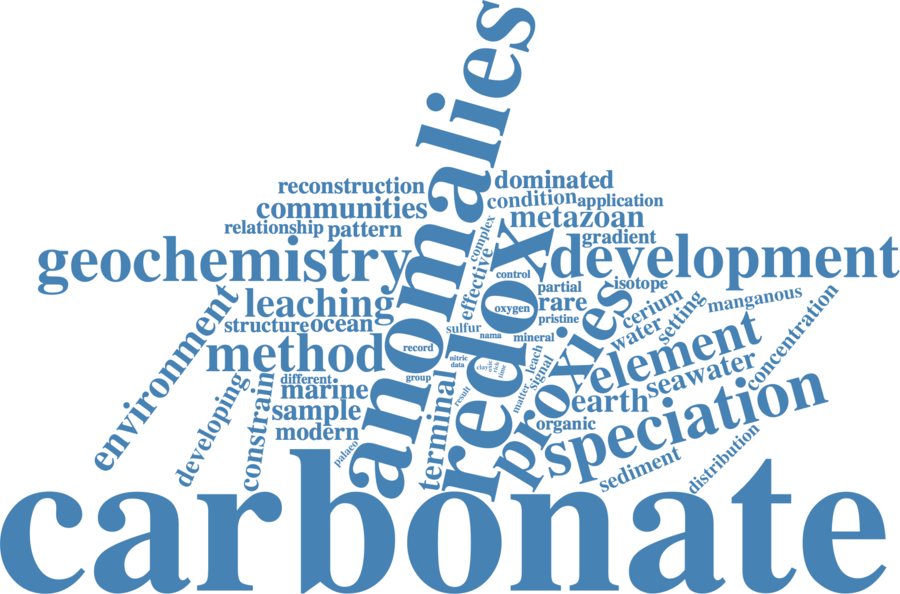 anomalies
reconstruction
dominated
condition
application
communities
metazoan
relationship
pattern
complex
gradient
geochemistry
redox
development
effective
control
isotope
leaching
oxygen
partial
rare
environment
structure
ocean
sulfur
nama
pristine
proxies
cerium
manganous
water
setting
concentration
method
record
mineral
element
nitric
data
clay
rich
time
leach
signal
different
group
marine
seawater
developing
constrain
sample
terminal
result
matter
earth
modern
organic
speciation
palaeo
sediment
distribution
carbonate